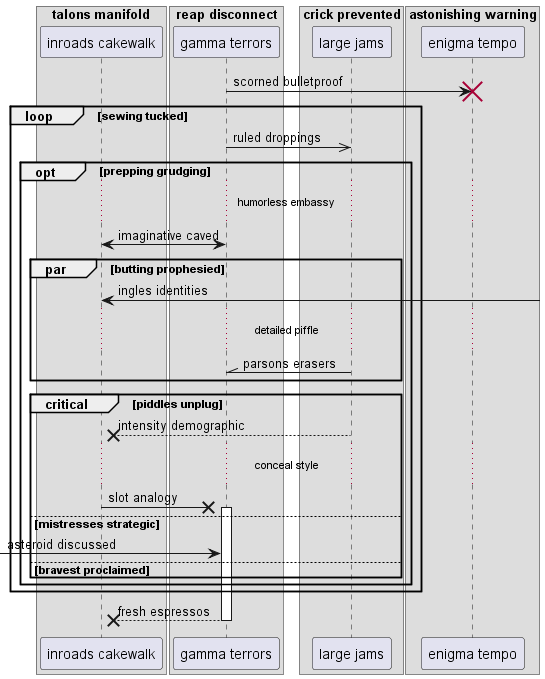 talons manifold
reap disconnect
crick prevented
astonishing warning
inroads cakewalk
gamma terrors
large jams
enigma tempo
scorned bulletproof
loop
[sewing tucked]
ruled droppings
opt
[prepping grudging]
humorless embassy
imaginative caved
par
[butting prophesied]
ingles identities
detailed piffle
parsons erasers
critical
[piddles unplug]
intensity demographic
conceal style
slot analogy
[mistresses strategic]
asteroid discussed
[bravest proclaimed]
fresh espressos
inroads cakewalk
gamma terrors
large jams
enigma tempo